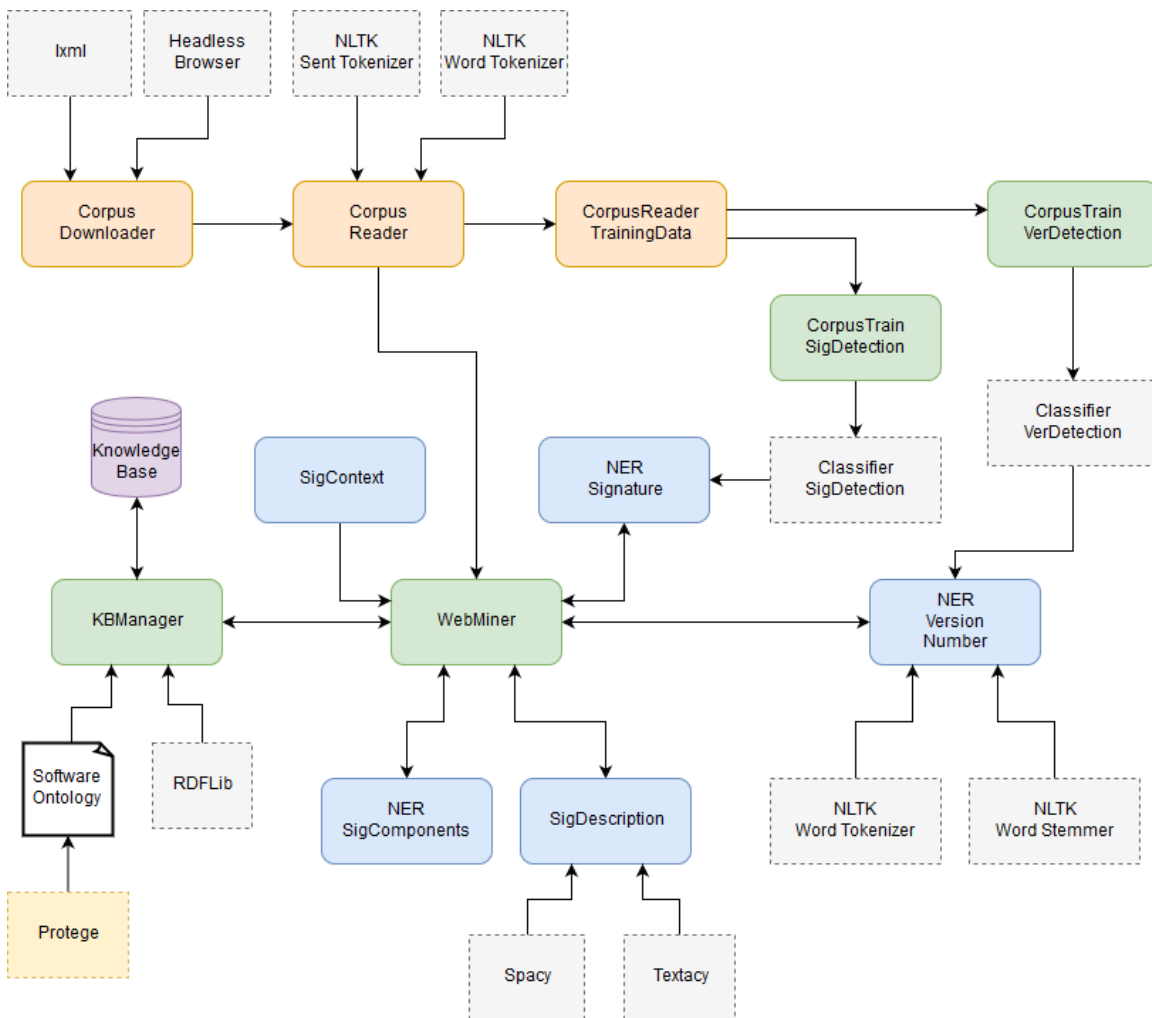 lxml
Headless
Browser
NLTK
Sent Tokenizer
NLTK
Word Tokenizer
Corpus
Downloader
Corpus
Reader
CorpusReader
TrainingData
CorpusTrain
VerDetection
CorpusTrain
SigDetection
Classifier
VerDetection
Knowledge
Base
SigContext
NER
Signature
Classifier
SigDetection
KBManager
WebMiner
NER
Version
Number
Software
Ontology
RDFLib
NER
SigComponents
SigDescription
NLTK
Word Tokenizer
NLTK
Word Stemmer
Protege
Spacy
Textacy